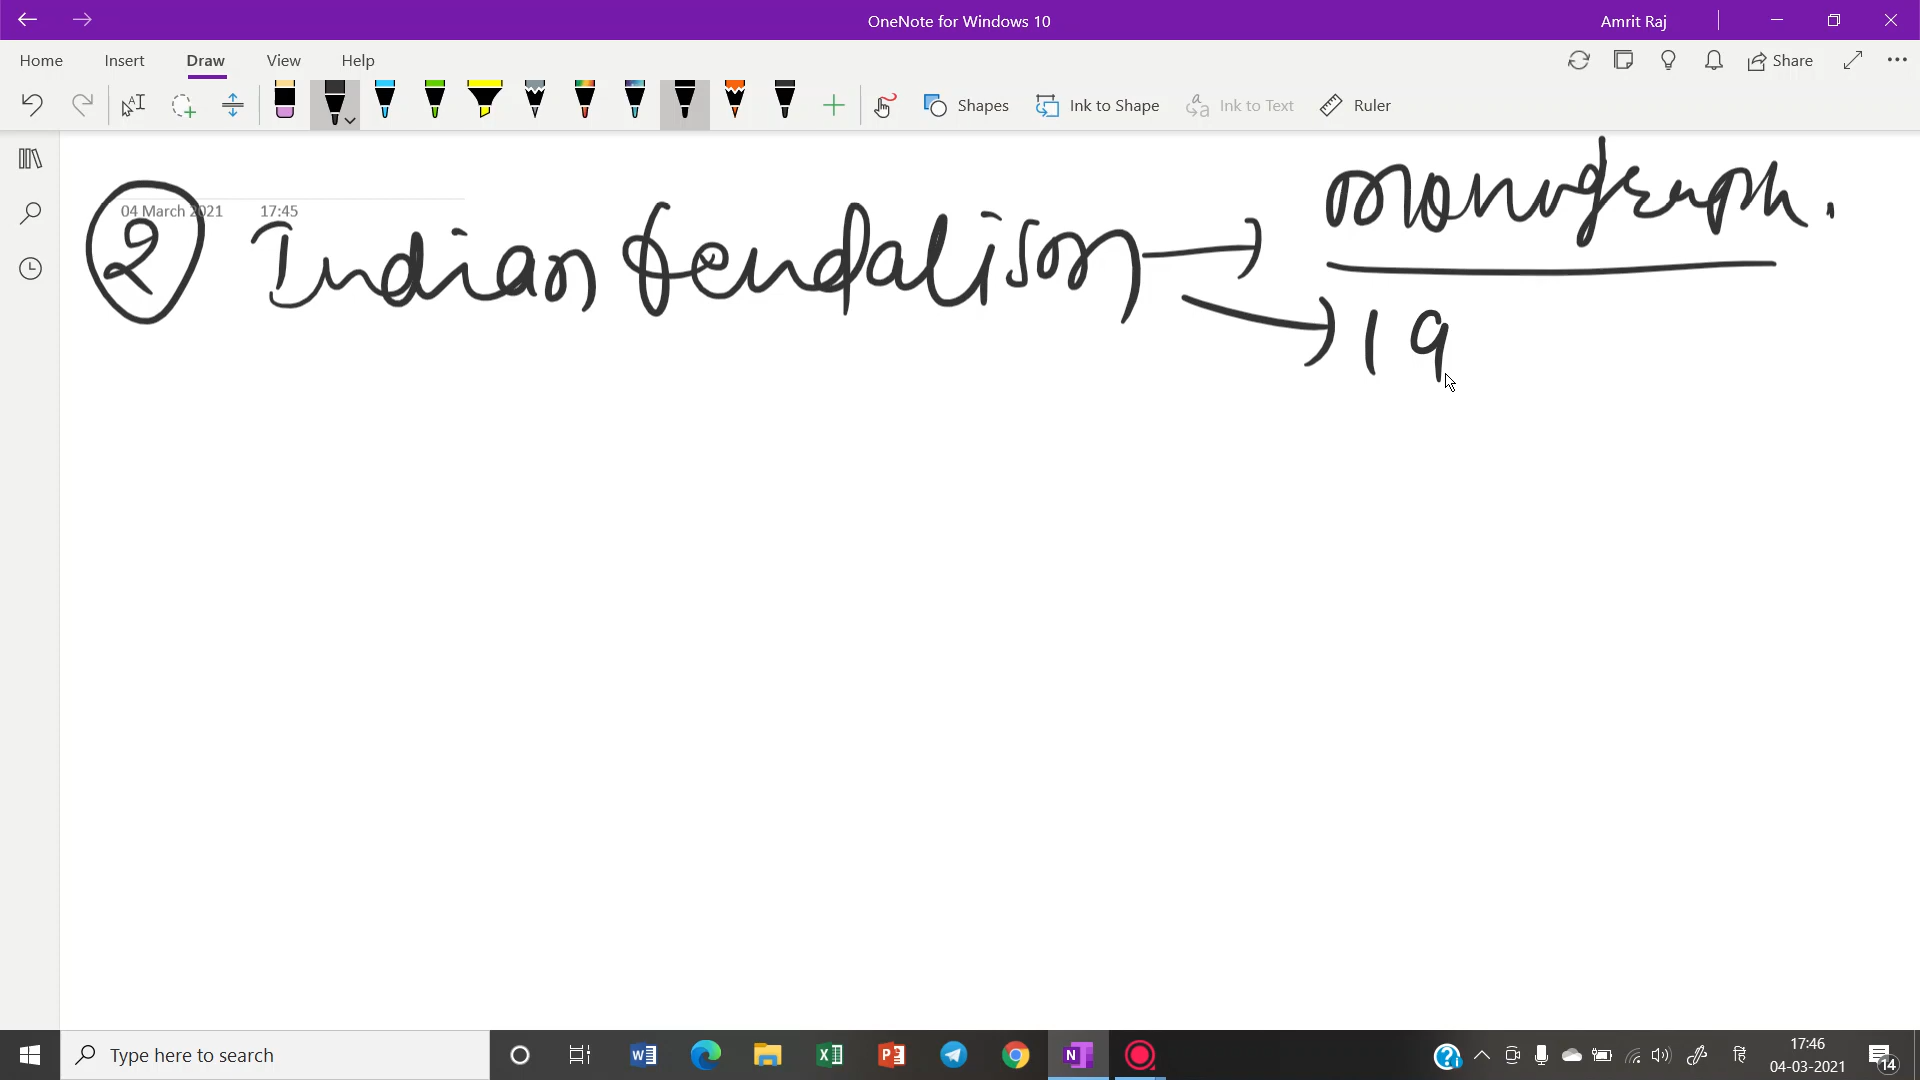 OneNote for Windows 10
Amrit Raj
Home Insert Draw View Help
Share
Shapes Ink to Shape Ink to Text Ruler
monograph.
04 March 2021 17:45
2 Indian feudalism →
→ 19
Type here to search
हि
17:46
04-03-2021
14